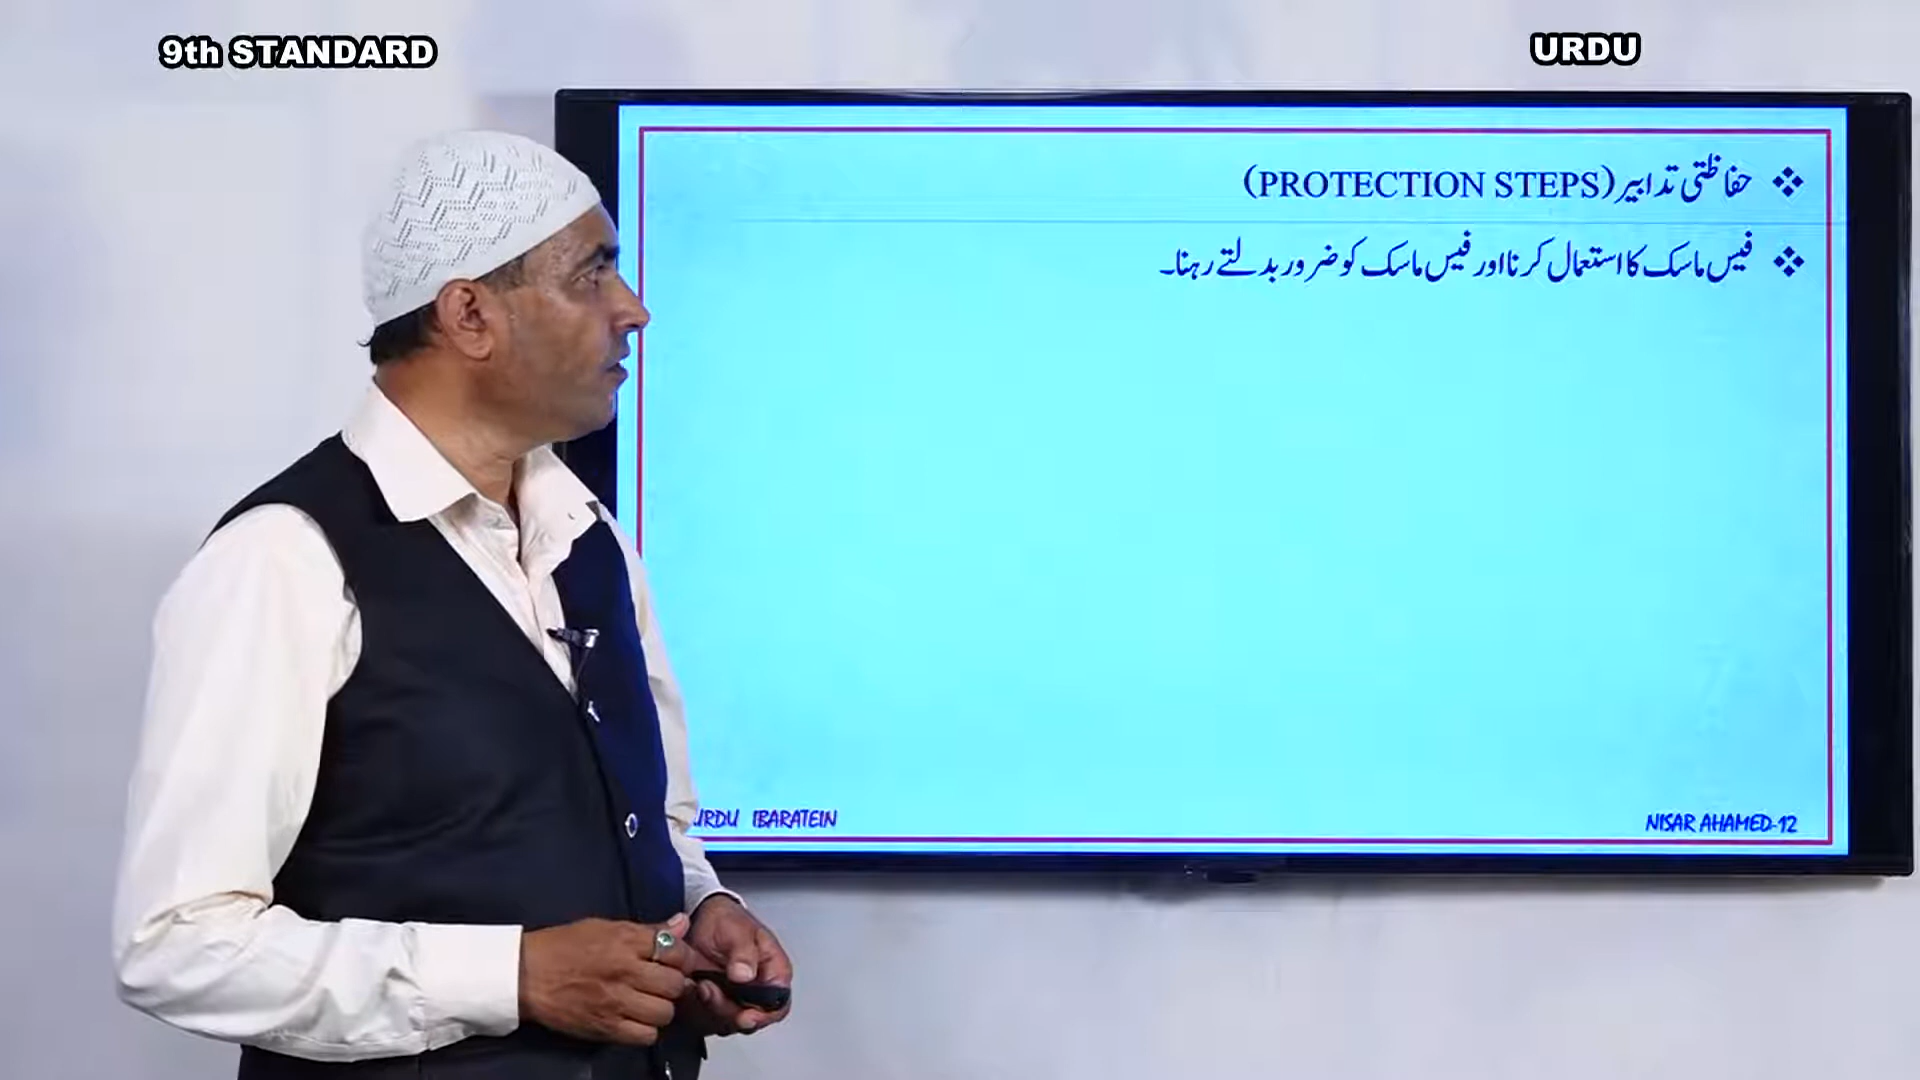 9th STANDARD
URDU
❖ حفاظتی تدابیر (PROTECTION STEPS)
❖ فیس ماسک کا استعمال کرنا اور فیس ماسک کو ضرور بدلتے رہنا۔
URDU IBARATEIN
NISAR AHAMED-12